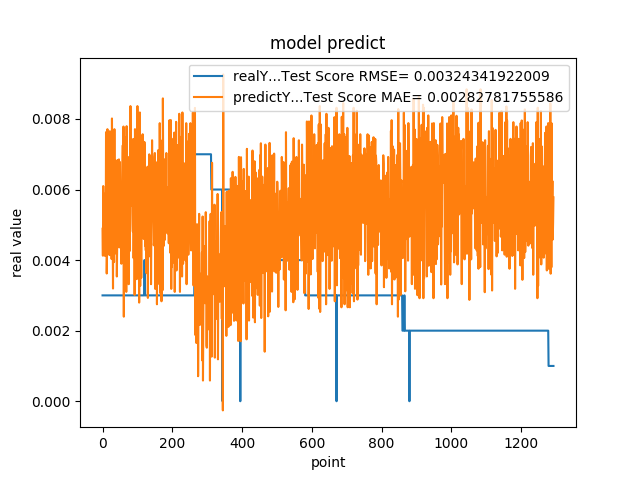 model predict
realY...Test Score RMSE= 0.00324341922009
predictY...Test Score MAE= 0.00282781755586
0.008
0.006
0.004
0.002
0.000
real value
0 200 400 600 800 1000 1200
point